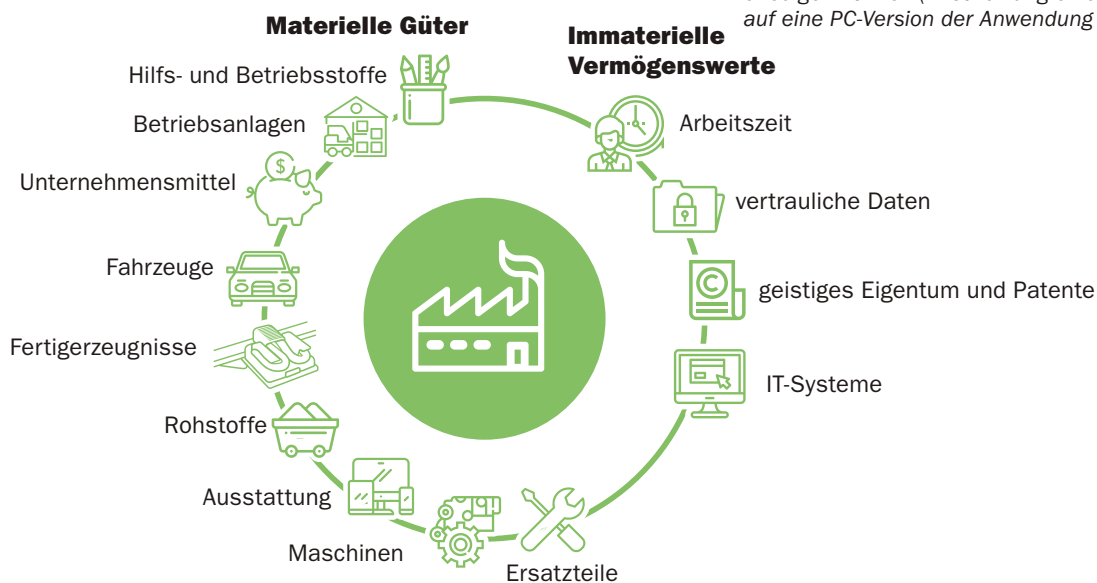 auf eine PC-Version der Anwendung
Materielle Güter
Immaterielle
Vermögenswerte
Hilfs- und Betriebsstoffe
Betriebsanlagen
Unternehmensmittel
Fahrzeuge
Fertigerzeugnisse
Rohstoffe
Ausstattung
Maschinen
Ersatzteile
Arbeitszeit
vertrauliche Daten
geistiges Eigentum und Patente
IT-Systeme
$
C